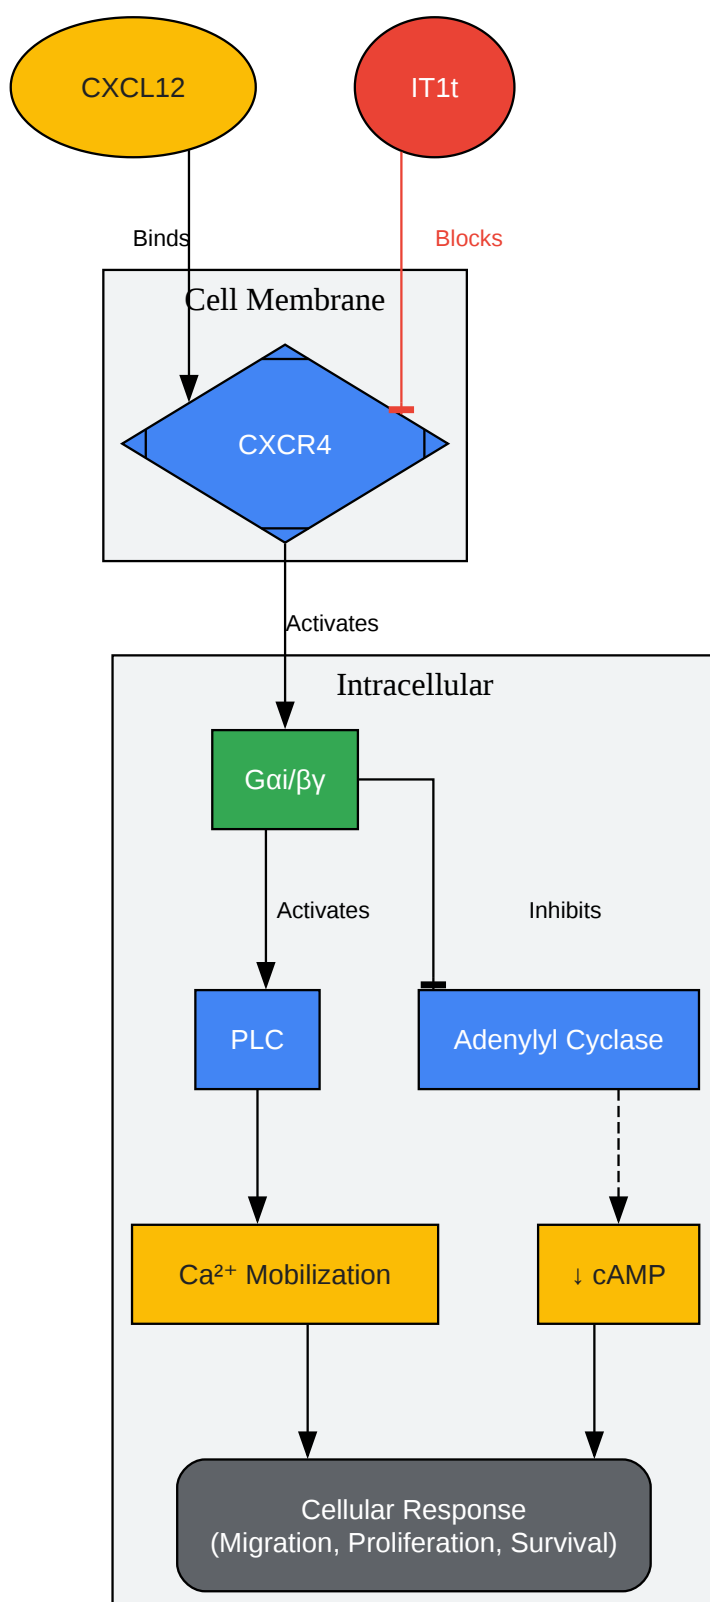 CXCL12
IT1t
Binds
Blocks
Cell Membrane
CXCR4
Activates
Intracellular
Gαi/βγ
Activates
Inhibits
PLC
Adenylyl Cyclase
Ca²⁺ Mobilization
↓ cAMP
Cellular Response
(Migration, Proliferation, Survival)